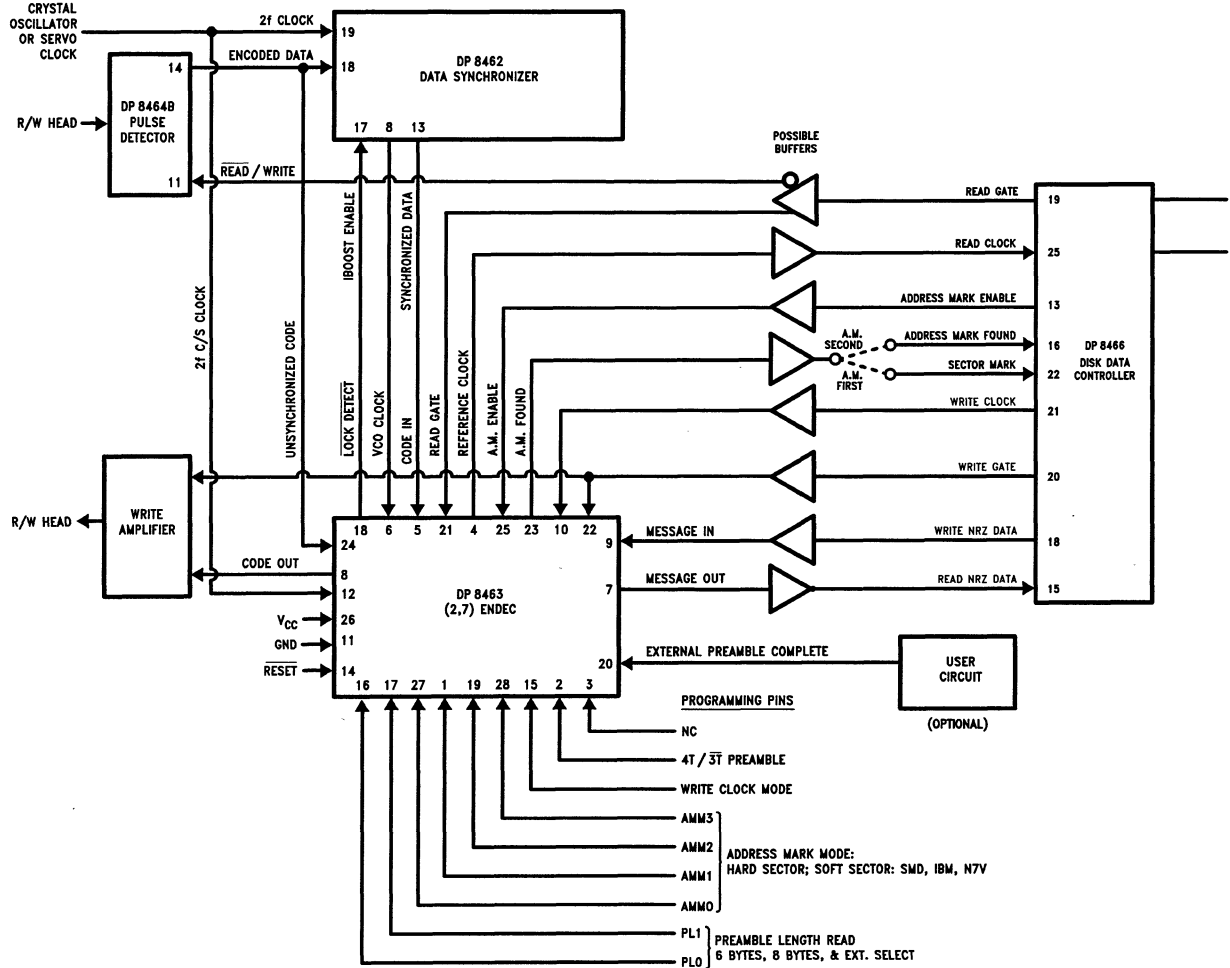 CRYSTAL
OSCILLATOR
OR SERVO
CLOCK
2f CLOCK
19
ENCODED DATA
18
DP 8462
DATA SYNCHRONIZER
17 8 13
14
DP 8464B
PULSE
DETECTOR
11
R/W HEAD
READ / WRITE
POSSIBLE
BUFFERS
IBOOST ENABLE
SYNCHRONIZED DATA
2f C/S CLOCK
UNSYNCHRONIZED CODE
LOCK DETECT
VCO CLOCK
CODE IN
READ GATE
REFERENCE CLOCK
A.M. ENABLE
A.M. FOUND
READ GATE
19
READ CLOCK
25
ADDRESS MARK ENABLE
13
A.M.
SECOND
ADDRESS MARK FOUND
16
DP 8466
DISK DATA
CONTROLLER
A.M.
FIRST
SECTOR MARK
22
WRITE CLOCK
21
WRITE GATE
20
WRITE NRZ DATA
18
READ NRZ DATA
15
WRITE
AMPLIFIER
R/W HEAD
CODE OUT
18 6 5 21 4 25 23 10 22
24
8
12
26
11
14
VCC
GND
RESET
DP 8463
(2,7) ENDEC
9
MESSAGE IN
7
MESSAGE OUT
20
EXTERNAL PREAMBLE COMPLETE
USER
CIRCUIT
(OPTIONAL)
16 17 27 1 19 28 15 2 3
PROGRAMMING PINS
NC
4T / 3T PREAMBLE
WRITE CLOCK MODE
AMM3
AMM2
AMM1
AMM0
ADDRESS MARK MODE:
HARD SECTOR; SOFT SECTOR: SMD, IBM, N7V
PL1
PL0
PREAMBLE LENGTH READ
6 BYTES, 8 BYTES, & EXT. SELECT